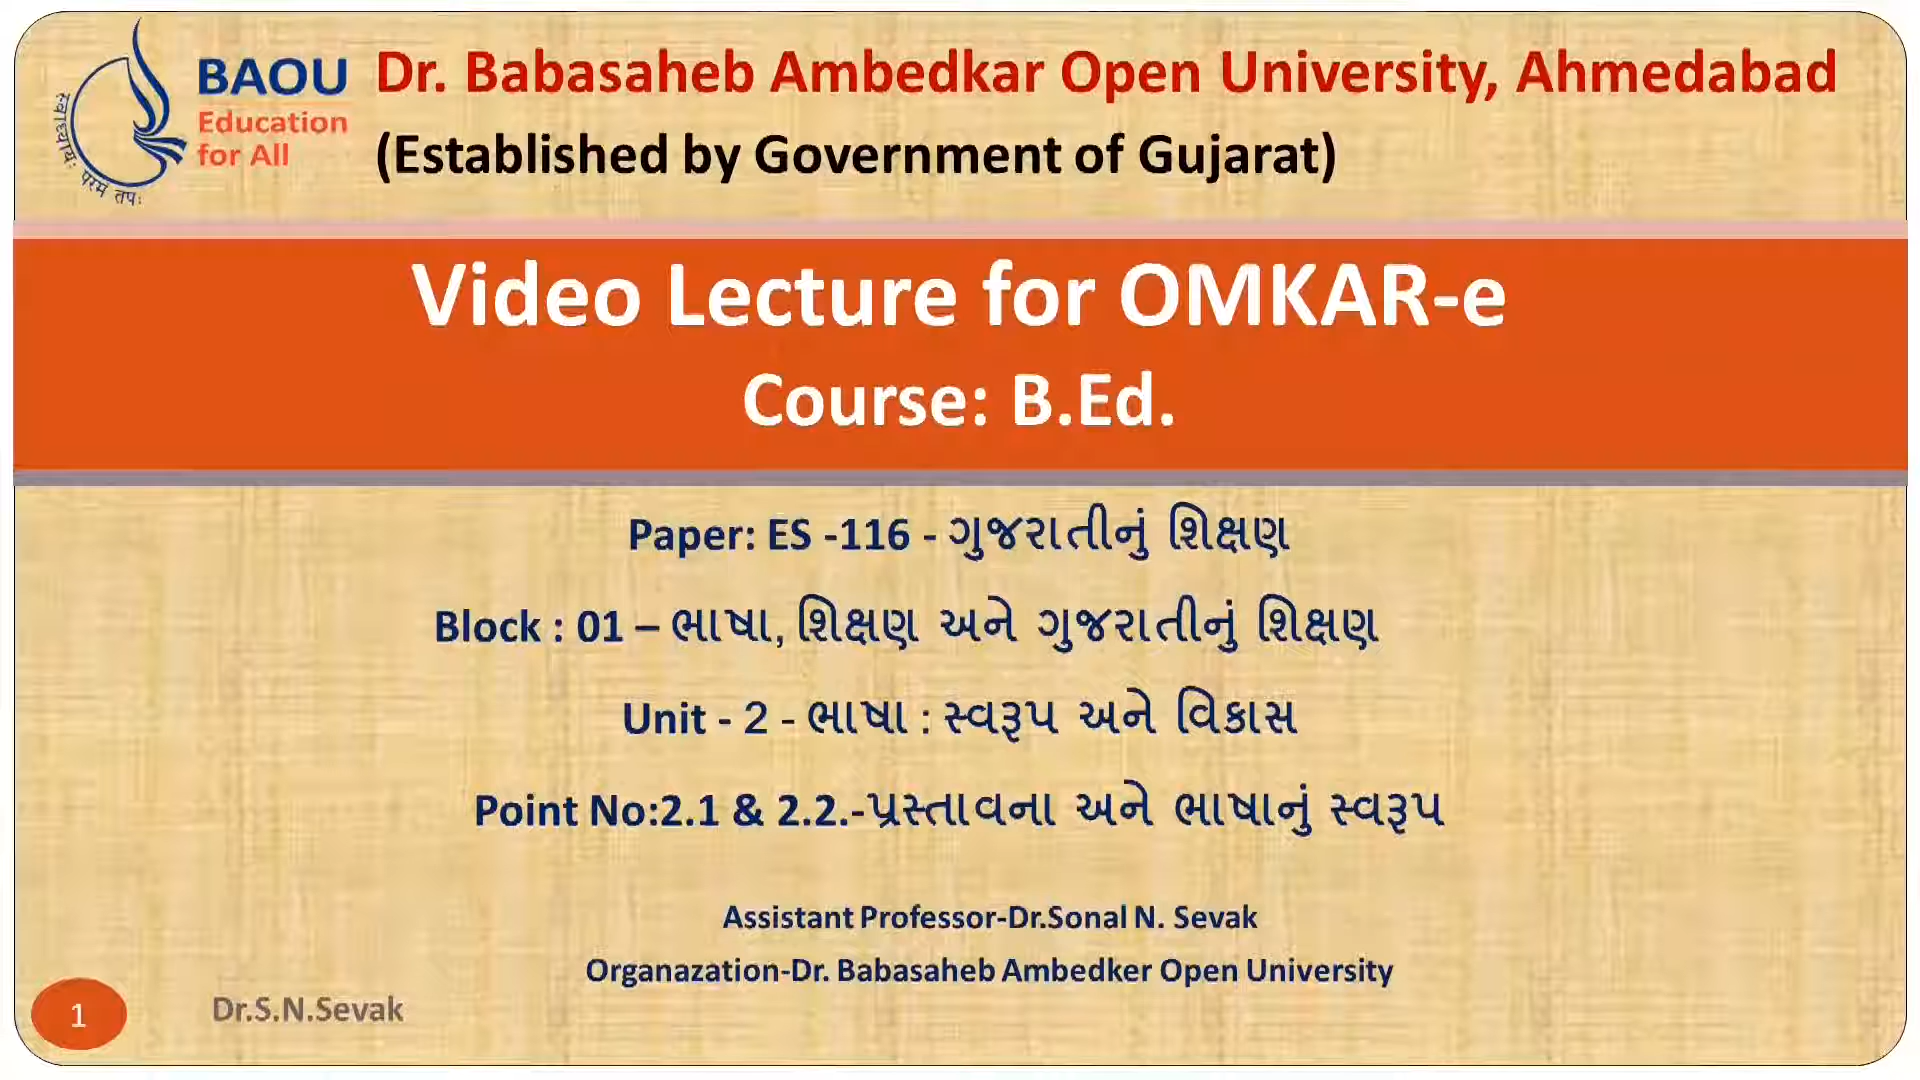 BAOU
Education
for All
स्वाध्यायः परमं तपः
Dr. Babasaheb Ambedkar Open University, Ahmedabad
(Established by Government of Gujarat)
Video Lecture for OMKAR-e
Course: B.Ed.
Paper: ES -116 - ગુજરાતીનું શિક્ષણ
Block : 01 – ભાષા, શિક્ષણ અને ગુજરાતીનું શિક્ષણ
Unit - 2 - ભાષા : સ્વરૂપ અને વિકાસ
Point No:2.1 & 2.2.-પ્રસ્તાવના અને ભાષાનું સ્વરૂપ
Assistant Professor-Dr.Sonal N. Sevak
Organazation-Dr. Babasaheb Ambedker Open University
1
Dr.S.N.Sevak